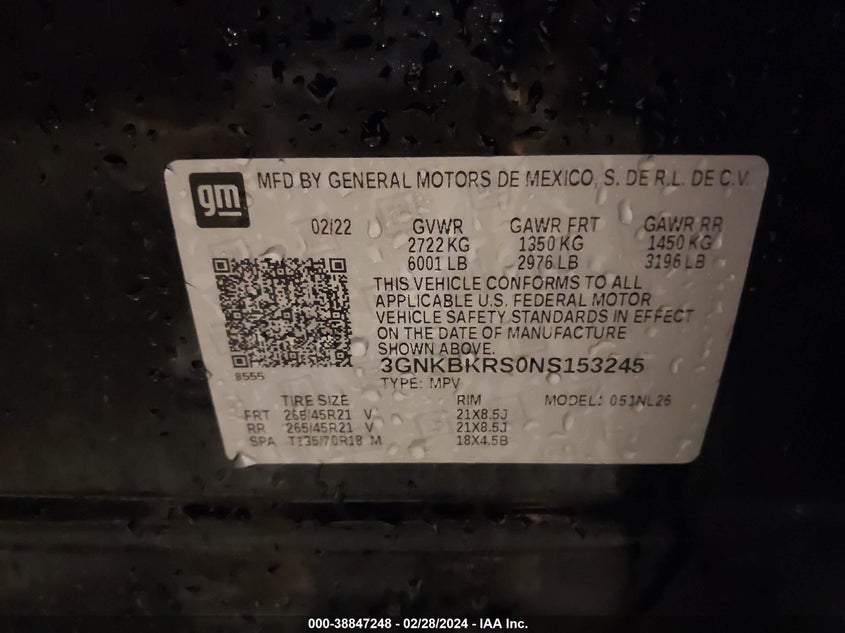 gm
MFD BY GENERAL MOTORS DE MEXICO, S. DE R.L. DE C.V.
02/22 GVWR GAWR FRT GAWR RR
2722 KG 1350 KG 1450 KG
6001 LB 2976 LB 3196 LB
THIS VEHICLE CONFORMS TO ALL
APPLICABLE U.S. FEDERAL MOTOR
VEHICLE SAFETY STANDARDS IN EFFECT
ON THE DATE OF MANUFACTURE
SHOWN ABOVE.
3GNKBKRS0NS153245
8555
TYPE: MPV
TIRE SIZE RIM MODEL: 051NL26
FRT 265/45R21 V 21X8.5J
RR 265/45R21 V 21X8.5J
SPA T135/70R18 M 18X4.5B
000-38847248 - 02/28/2024 - IAA Inc.